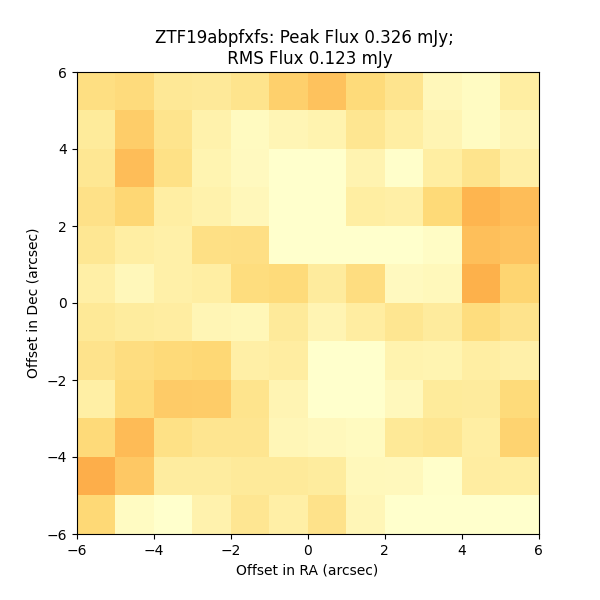 ZTF19abpfxfs: Peak Flux 0.326 mJy;
RMS Flux 0.123 mJy
6
4
2
0
−2
−4
−6
Offset in Dec (arcsec)
−6 −4 −2 0 2 4 6
Offset in RA (arcsec)